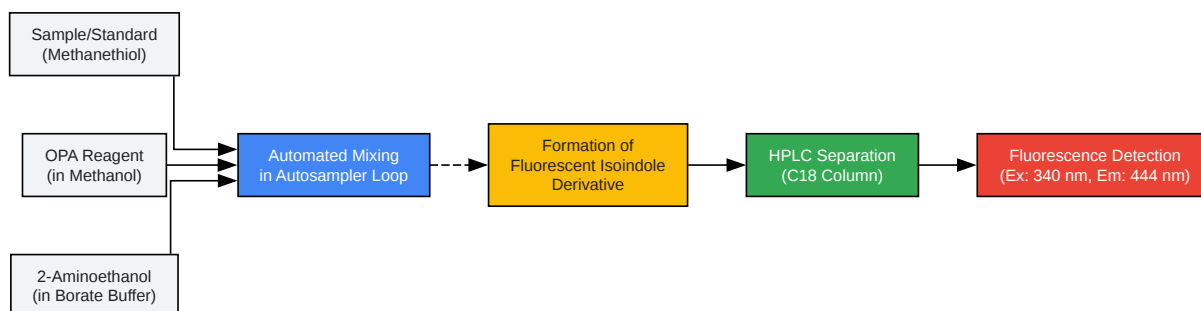 Sample/Standard
(Methanethiol)
OPA Reagent
(in Methanol)
2-Aminoethanol
(in Borate Buffer)
Automated Mixing
in Autosampler Loop
Formation of
Fluorescent Isoindole
Derivative
HPLC Separation
(C18 Column)
Fluorescence Detection
(Ex: 340 nm, Em: 444 nm)